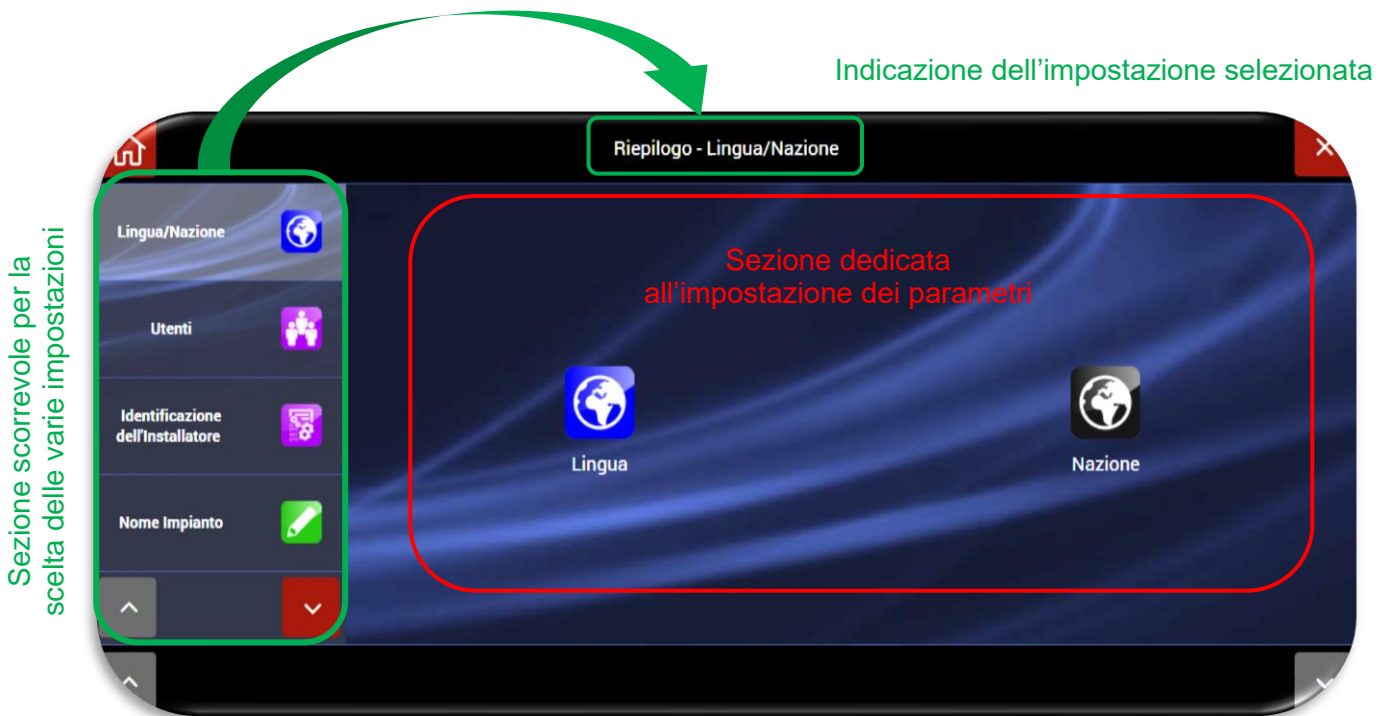 Indicazione dell'impostazione selezionata
Riepilogo - Lingua/Nazione
Sezione scorrevole per la
scelta delle varie impostazioni
Lingua/Nazione
Utenti
Identificazione
dell'Installatore
Nome Impianto
Sezione dedicata
all'impostazione dei parametri
Lingua
Nazione